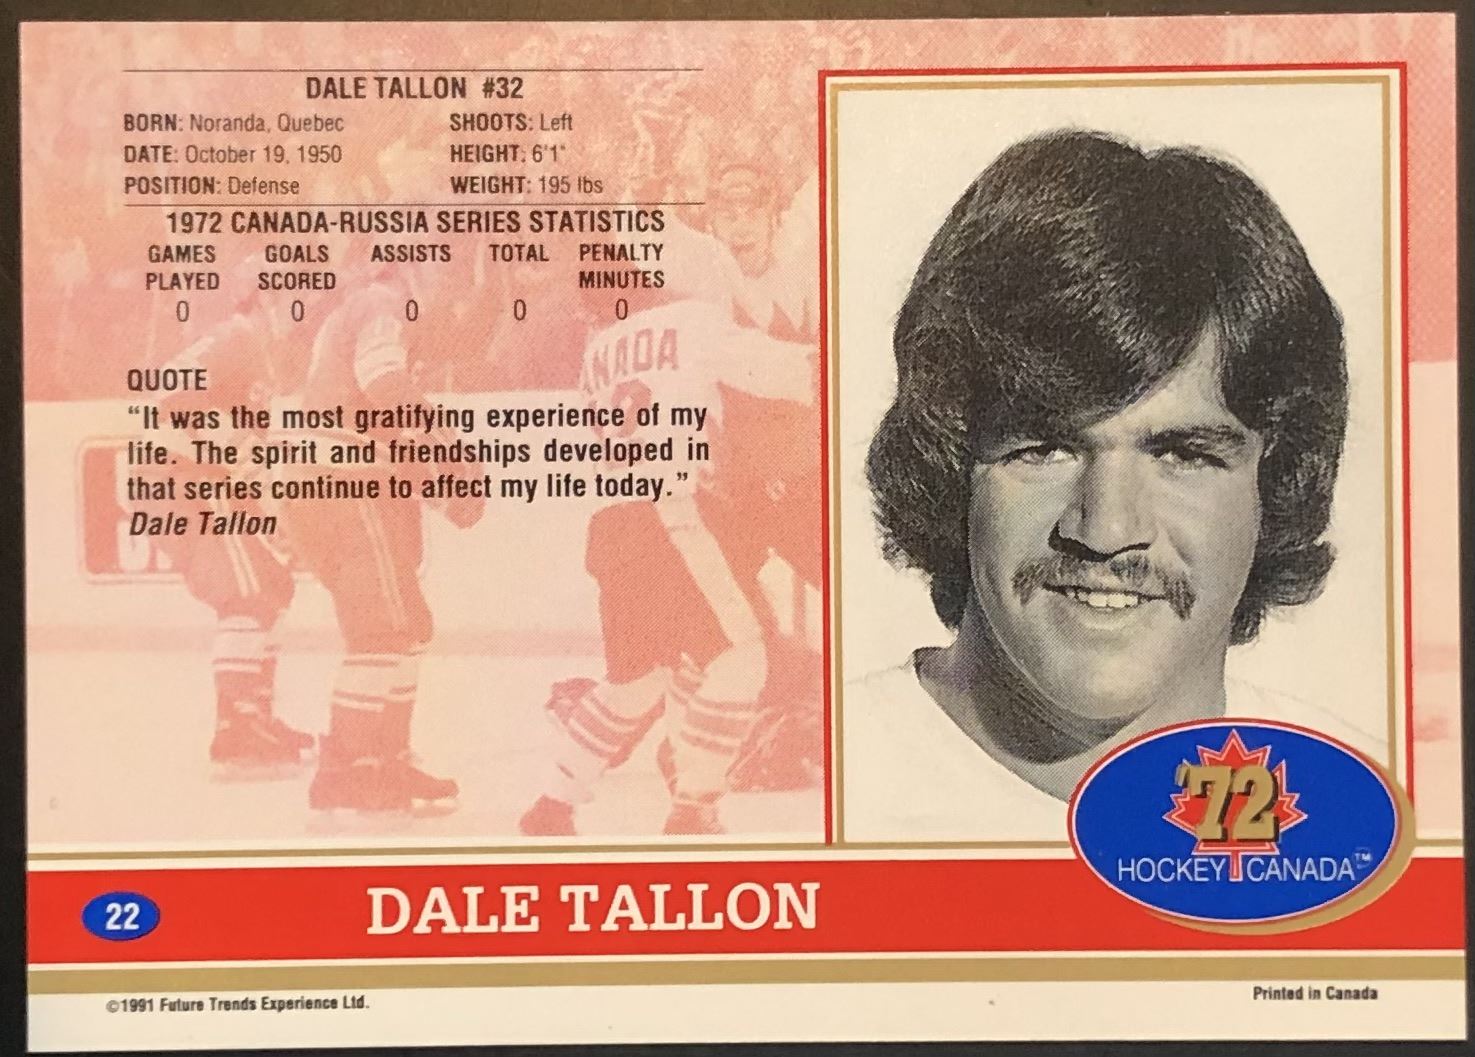 DALE TALLON #32
BORN: Noranda, Quebec SHOOTS: Left
DATE: October 19, 1950 HEIGHT: 6'1"
POSITION: Defense WEIGHT: 195 lbs
1972 CANADA-RUSSIA SERIES STATISTICS
GAMES GOALS ASSISTS TOTAL PENALTY
PLAYED SCORED MINUTES
0 0 0 0 0
ANADA
QUOTE
“It was the most gratifying experience of my
life. The spirit and friendships developed in
that series continue to affect my life today.”
Dale Tallon
'72
HOCKEY CANADA™
22
DALE TALLON
©1991 Future Trends Experience Ltd.
Printed in Canada